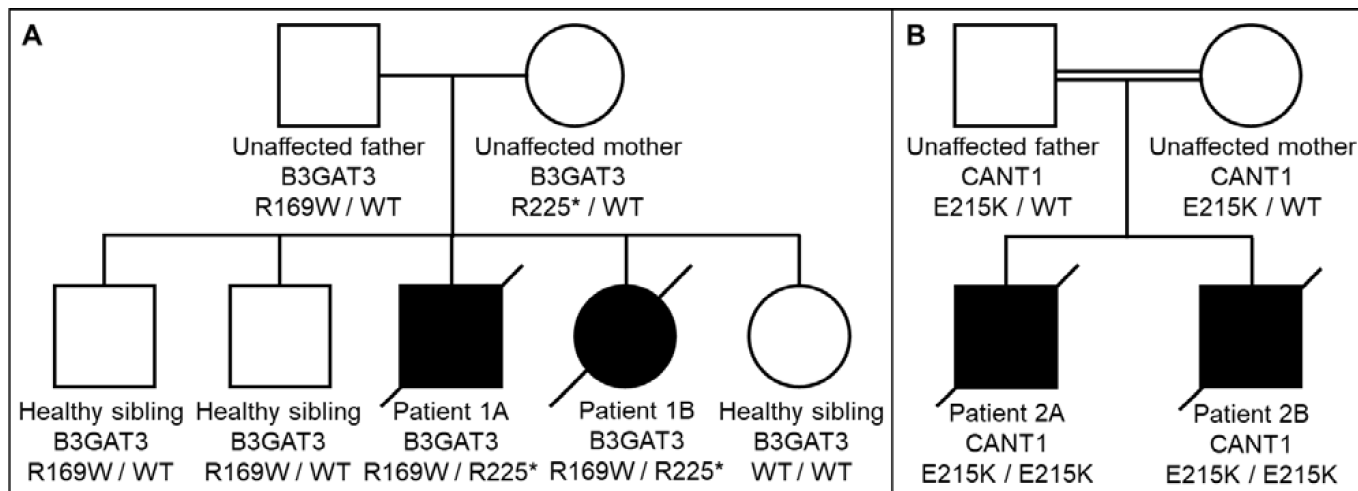 A
Unaffected father
B3GAT3
R169W / WT
Unaffected mother
B3GAT3
R225* / WT
Healthy sibling
B3GAT3
R169W / WT
Healthy sibling
B3GAT3
R169W / WT
Patient 1A
B3GAT3
R169W / R225*
Patient 1B
B3GAT3
R169W / R225*
Healthy sibling
B3GAT3
WT / WT
B
Unaffected father
CANT1
E215K / WT
Unaffected mother
CANT1
E215K / WT
Patient 2A
CANT1
E215K / E215K
Patient 2B
CANT1
E215K / E215K